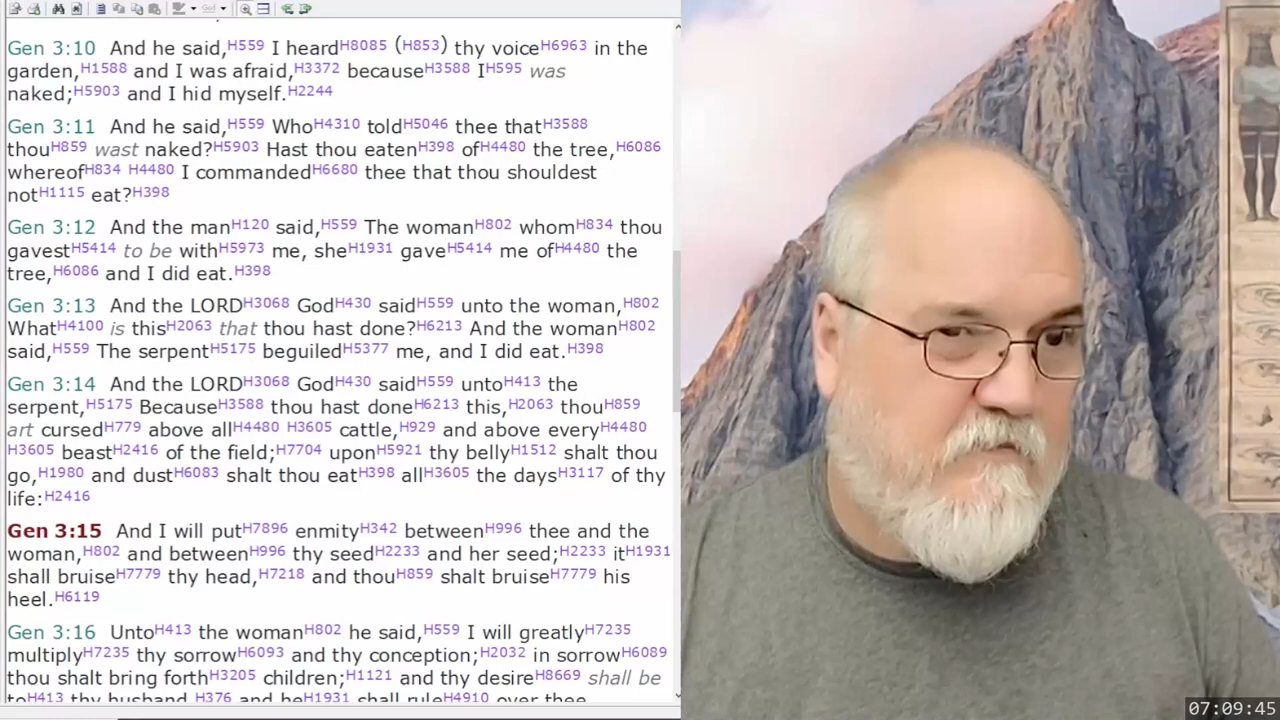 Gen 3:10 And he said,H559 I heardH8085 (H853) thy voiceH6963 in the
garden,H1588 and I was afraid,H3372 becauseH3588 IH595 was
naked;H5903 and I hid myself.H2244
Gen 3:11 And he said,H559 WhoH4310 toldH5046 thee thatH3588
thouH859 wast naked?H5903 Hast thou eatenH398 ofH4480 the tree,H6086
whereofH834 H4480 I commandedH6680 thee that thou shouldest
notH1115 eat?H398
Gen 3:12 And the manH120 said,H559 The womanH802 whomH834 thou
gavestH5414 to be withH5973 me, sheH1931 gaveH5414 me ofH4480 the
tree,H6086 and I did eat.H398
Gen 3:13 And the LORDH3068 GodH430 saidH559 unto the woman,H802
WhatH4100 is thisH2063 that thou hast done?H6213 And the womanH802
said,H559 The serpentH5175 beguiledH5377 me, and I did eat.H398
Gen 3:14 And the LORDH3068 GodH430 saidH559 untoH413 the
serpent,H5175 BecauseH3588 thou hast doneH6213 this,H2063 thouH859
art cursedH779 above allH4480 H3605 cattle,H929 and above everyH4480
H3605 beastH2416 of the field;H7704 uponH5921 thy bellyH1512 shalt thou
go,H1980 and dustH6083 shalt thou eatH398 allH3605 the daysH3117 of thy
life:H2416
Gen 3:15 And I will putH7896 enmityH342 betweenH996 thee and the
woman,H802 and betweenH996 thy seedH2233 and her seed;H2233 itH1931
shall bruiseH7779 thy head,H7218 and thouH859 shalt bruiseH7779 his
heel.H6119
Gen 3:16 UntoH413 the womanH802 he said,H559 I will greatlyH7235
multiplyH7235 thy sorrowH6093 and thy conception;H2032 in sorrowH6089
thou shalt bring forthH3205 children;H1121 and thy desireH8669 shall be
toH413 thy husband,H376 and heH1931 shall ruleH4910 over thee.
07:09:45